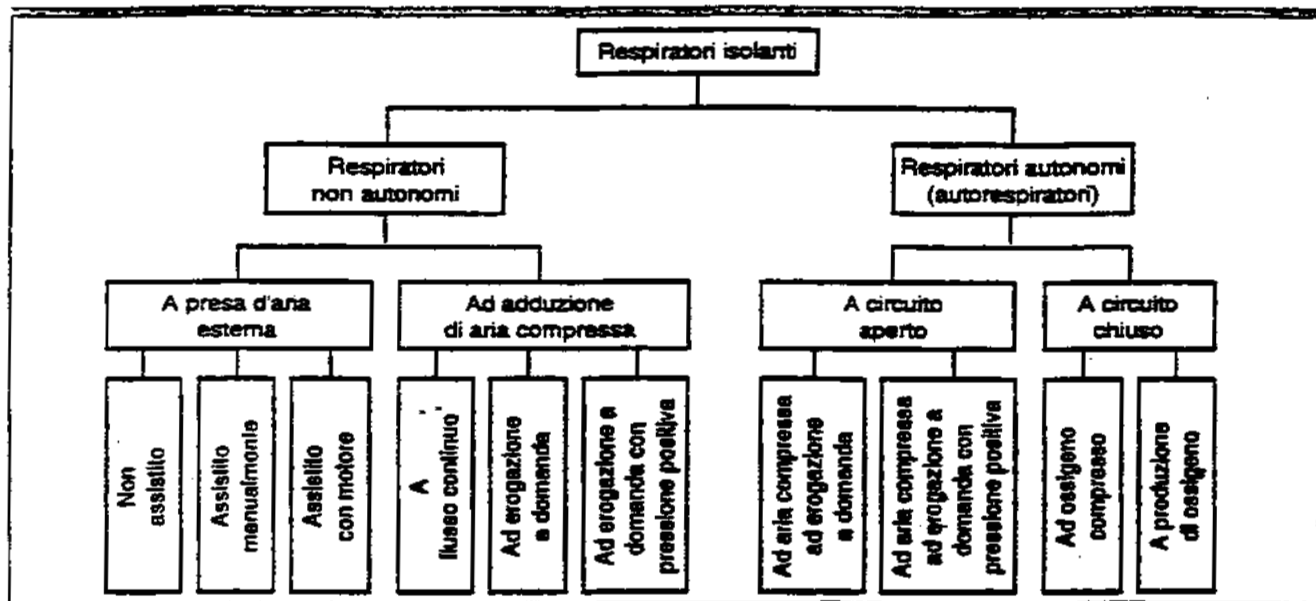 Respiratori isolanti
Respiratori
non autonomi
Respiratori autonomi
(autorespiratori)
A presa d'aria
esterna
Ad adduzione
di aria compressa
A circuito
aperto
A circuito
chiuso
Non
assistito
Assistito
manualmente
Assistito
con motore
A
flusso continuo
Ad erogazione
a domanda
Ad erogazione a
domanda con
pressione positiva
Ad aria compressa
ad erogazione
a domanda
Ad aria compressa
ad erogazione a
domanda con
pressione positiva
Ad ossigeno
compresso
A produzione
di ossigeno